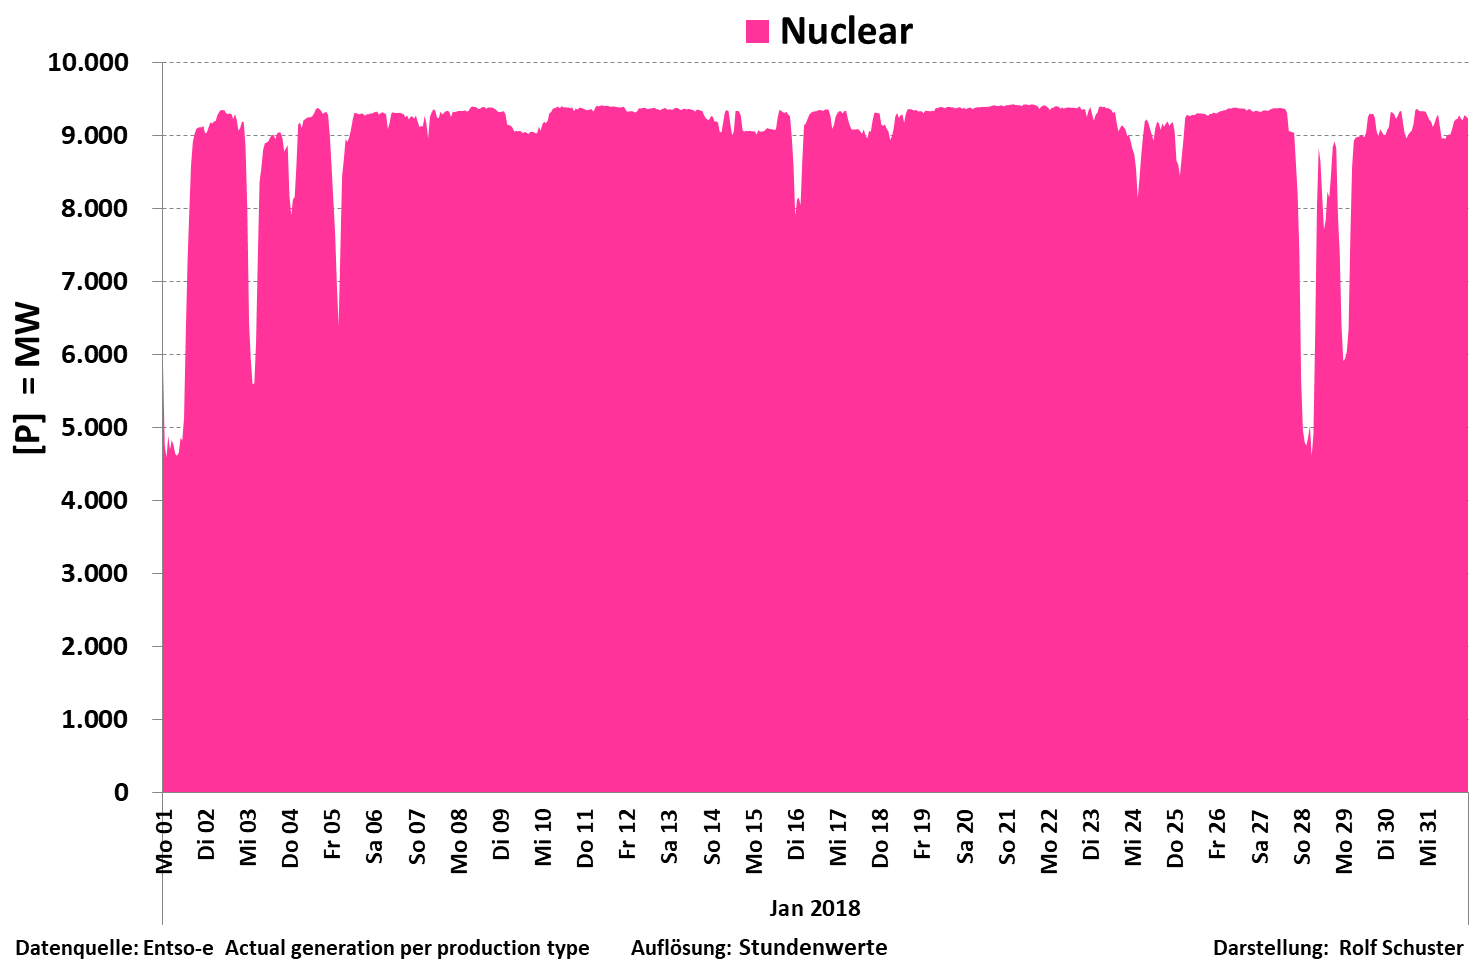 Nuclear
10.000
9.000
8.000
7.000
6.000
5.000
4.000
3.000
2.000
1.000
0
[P] = MW
Mo 01
Di 02
Mi 03
Do 04
Fr 05
Sa 06
So 07
Mo 08
Di 09
Mi 10
Do 11
Fr 12
Sa 13
So 14
Mo 15
Di 16
Mi 17
Do 18
Fr 19
Sa 20
So 21
Mo 22
Di 23
Mi 24
Do 25
Fr 26
Sa 27
So 28
Mo 29
Di 30
Mi 31
Jan 2018
Datenquelle: Entso-e Actual generation per production type Auflösung: Stundenwerte Darstellung: Rolf Schuster